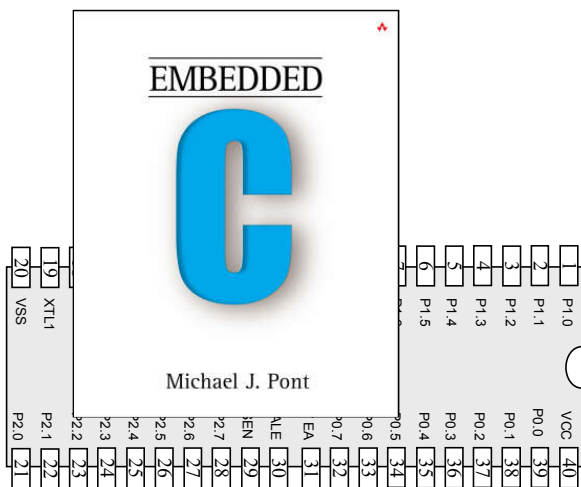 EMBEDDED
C
Michael J. Pont
20 19 7 6 5 4 3 2 1
VSS XTL1 P1.5 P1.4 P1.3 P1.2 P1.1 P1.0
P2.0 P2.1 P2.2 P2.3 P2.4 P2.5 P2.6 P2.7 P2.8 ALE EA P0.7 P0.6 P0.5 P0.4 P0.3 P0.2 P0.1 P0.0 VCC
21 22 23 24 25 26 27 28 29 30 31 32 33 34 35 36 37 38 39 40